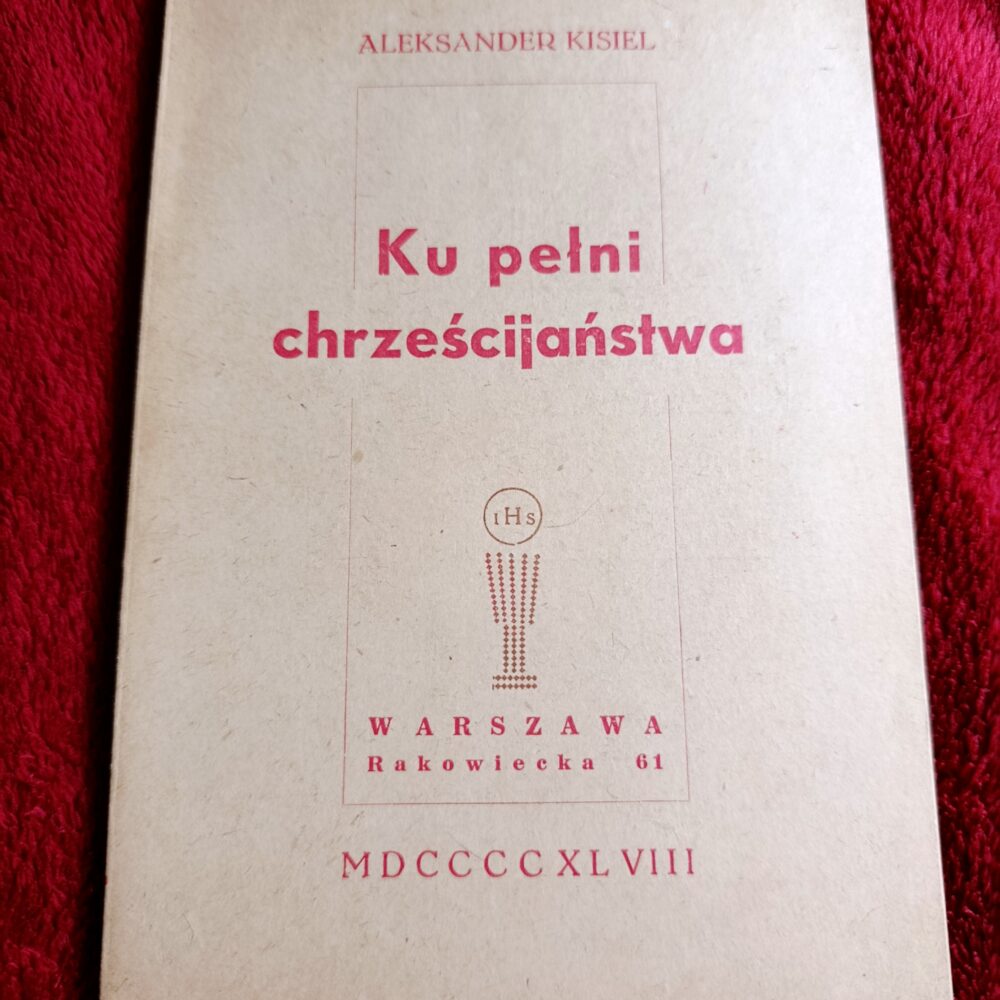 ALEKSANDER KISIEL
Ku pełni
chrześcijaństwa
IHS
WARSZAWA
Rakowiecka 61
MDCCCCXLVIII